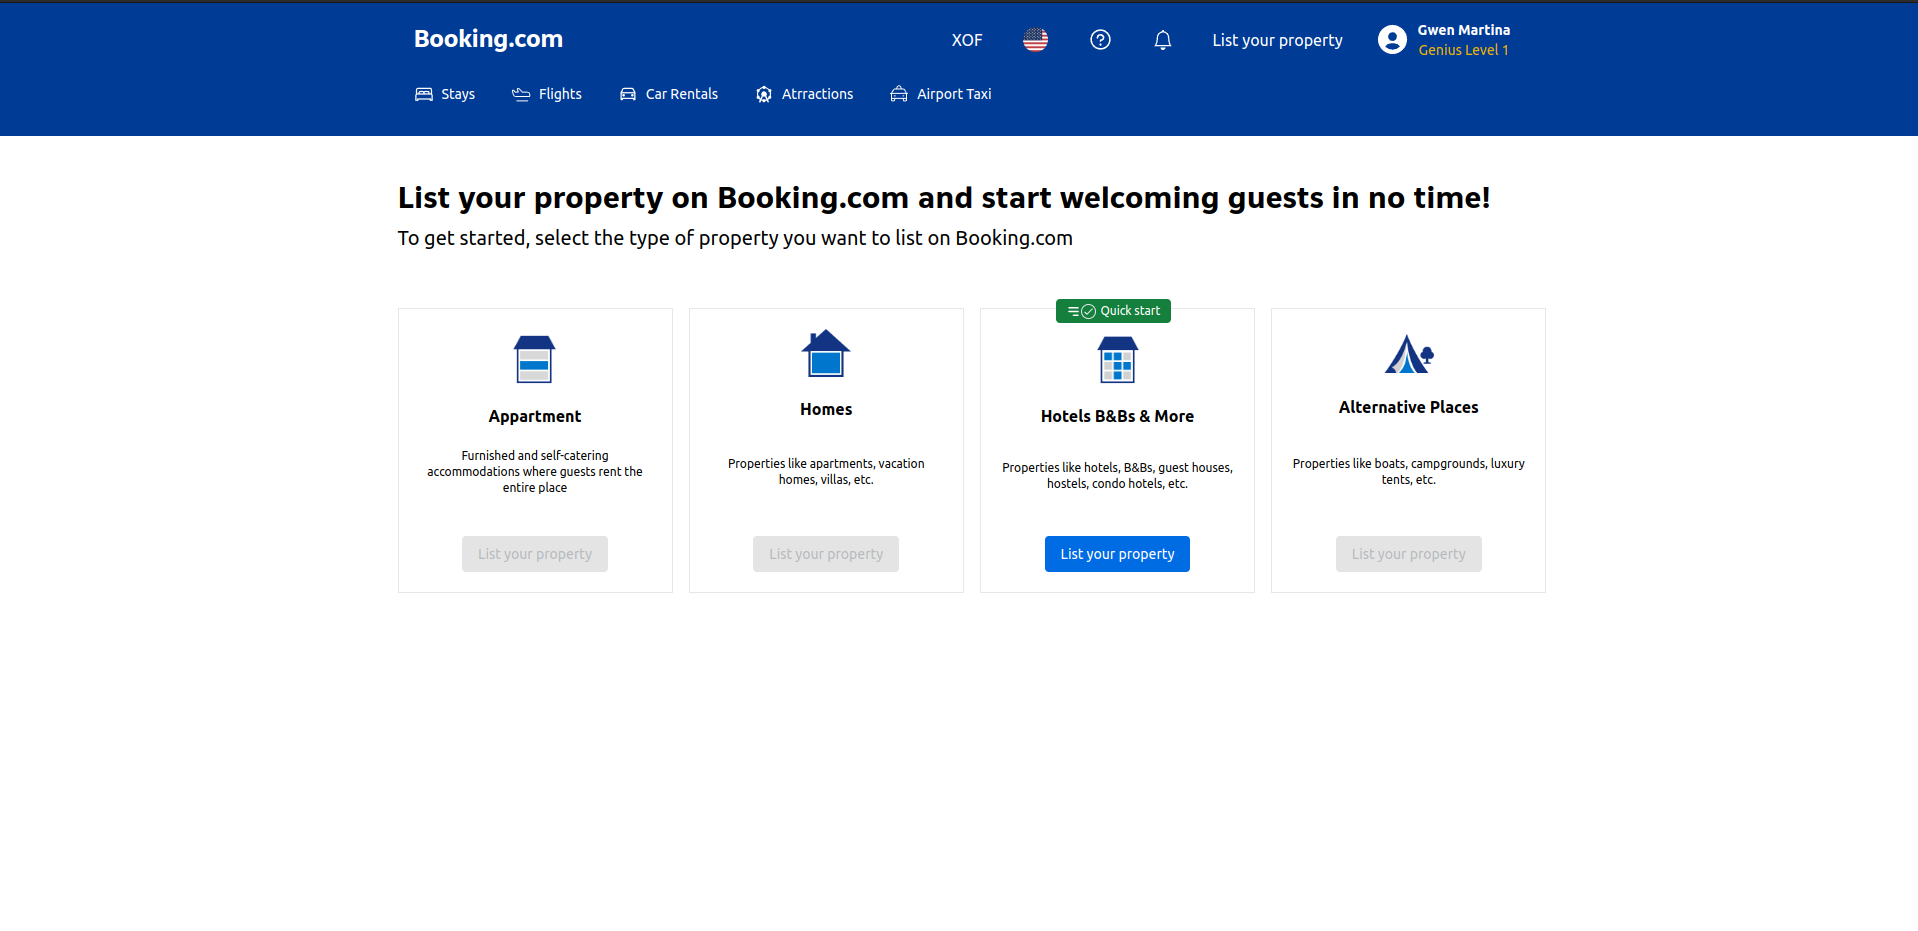 Booking.com
XOF
List your property
Gwen Martina
Genius Level 1
Stays
Flights
Car Rentals
Atrractions
Airport Taxi
List your property on Booking.com and start welcoming guests in no time!
To get started, select the type of property you want to list on Booking.com
Appartment
Furnished and self-catering
accommodations where guests rent the
entire place
List your property
Homes
Properties like apartments, vacation
homes, villas, etc.
List your property
Quick start
Hotels B&Bs & More
Properties like hotels, B&Bs, guest houses,
hostels, condo hotels, etc.
List your property
Alternative Places
Properties like boats, campgrounds, luxury
tents, etc.
List your property